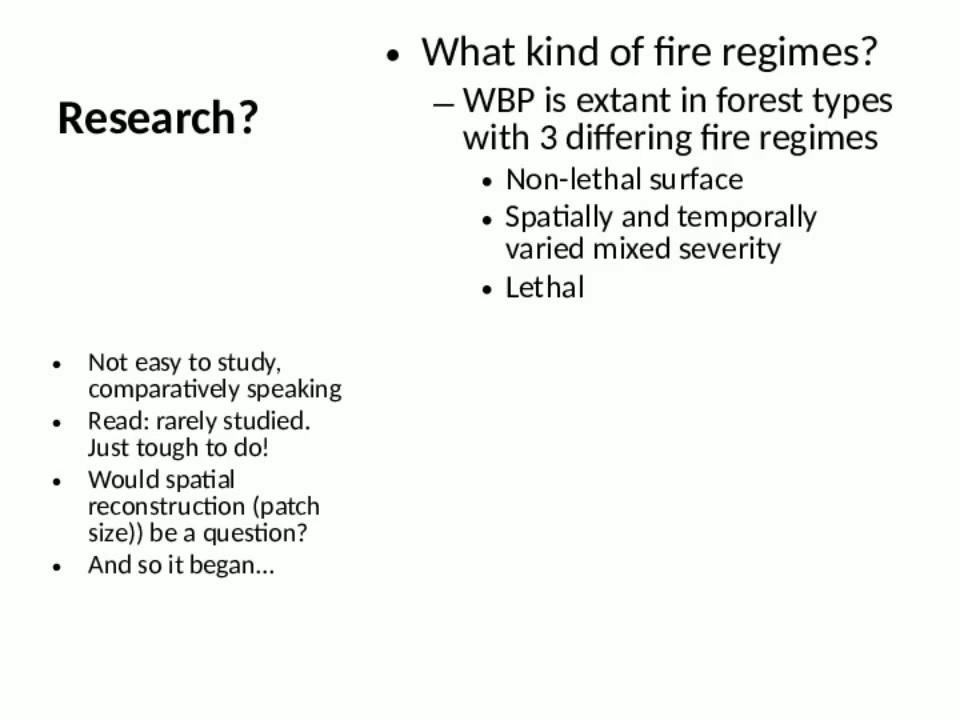 Research?
• Not easy to study,
comparatively speaking
• Read: rarely studied.
Just tough to do!
• Would spatial
reconstruction (patch
size)) be a question?
• And so it began…
• What kind of fire regimes?
– WBP is extant in forest types
with 3 differing fire regimes
• Non-lethal surface
• Spatially and temporally
varied mixed severity
• Lethal